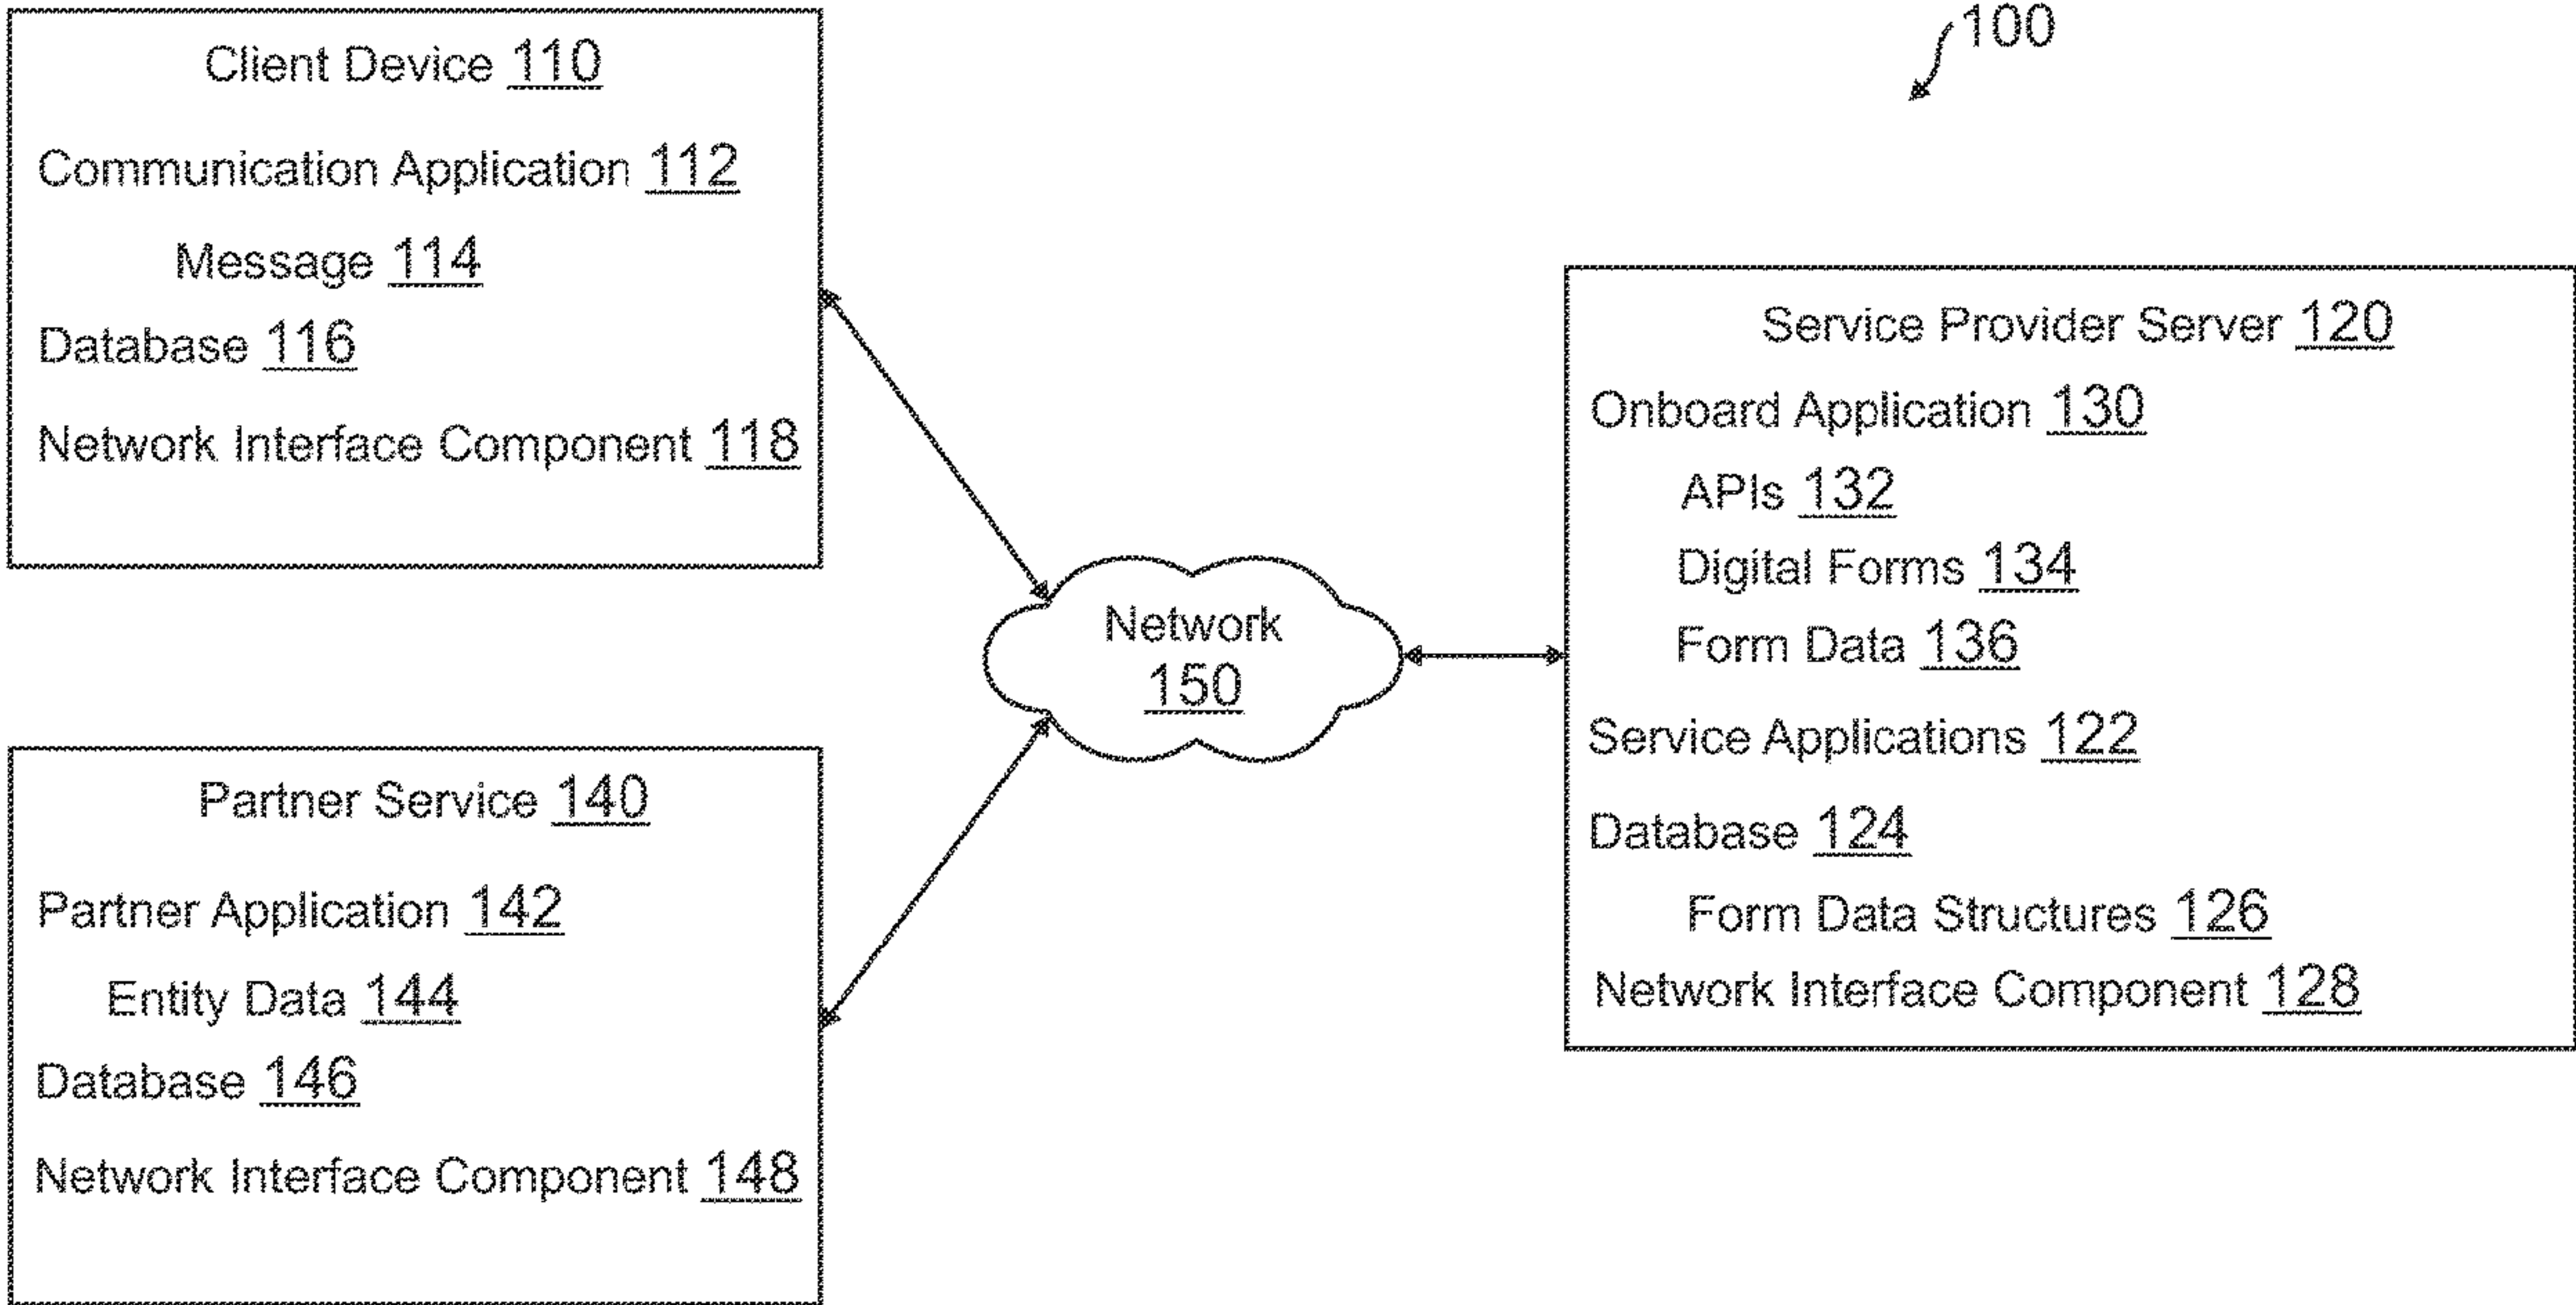 100
Client Device 110
Communication Application 112
Message 114
Database 116
Network Interface Component 118
Partner Service 140
Partner Application 142
Entity Data 144
Database 146
Network Interface Component 148
Network
150
Service Provider Server 120
Onboard Application 130
APIs 132
Digital Forms 134
Form Data 136
Service Applications 122
Database 124
Form Data Structures 126
Network Interface Component 128